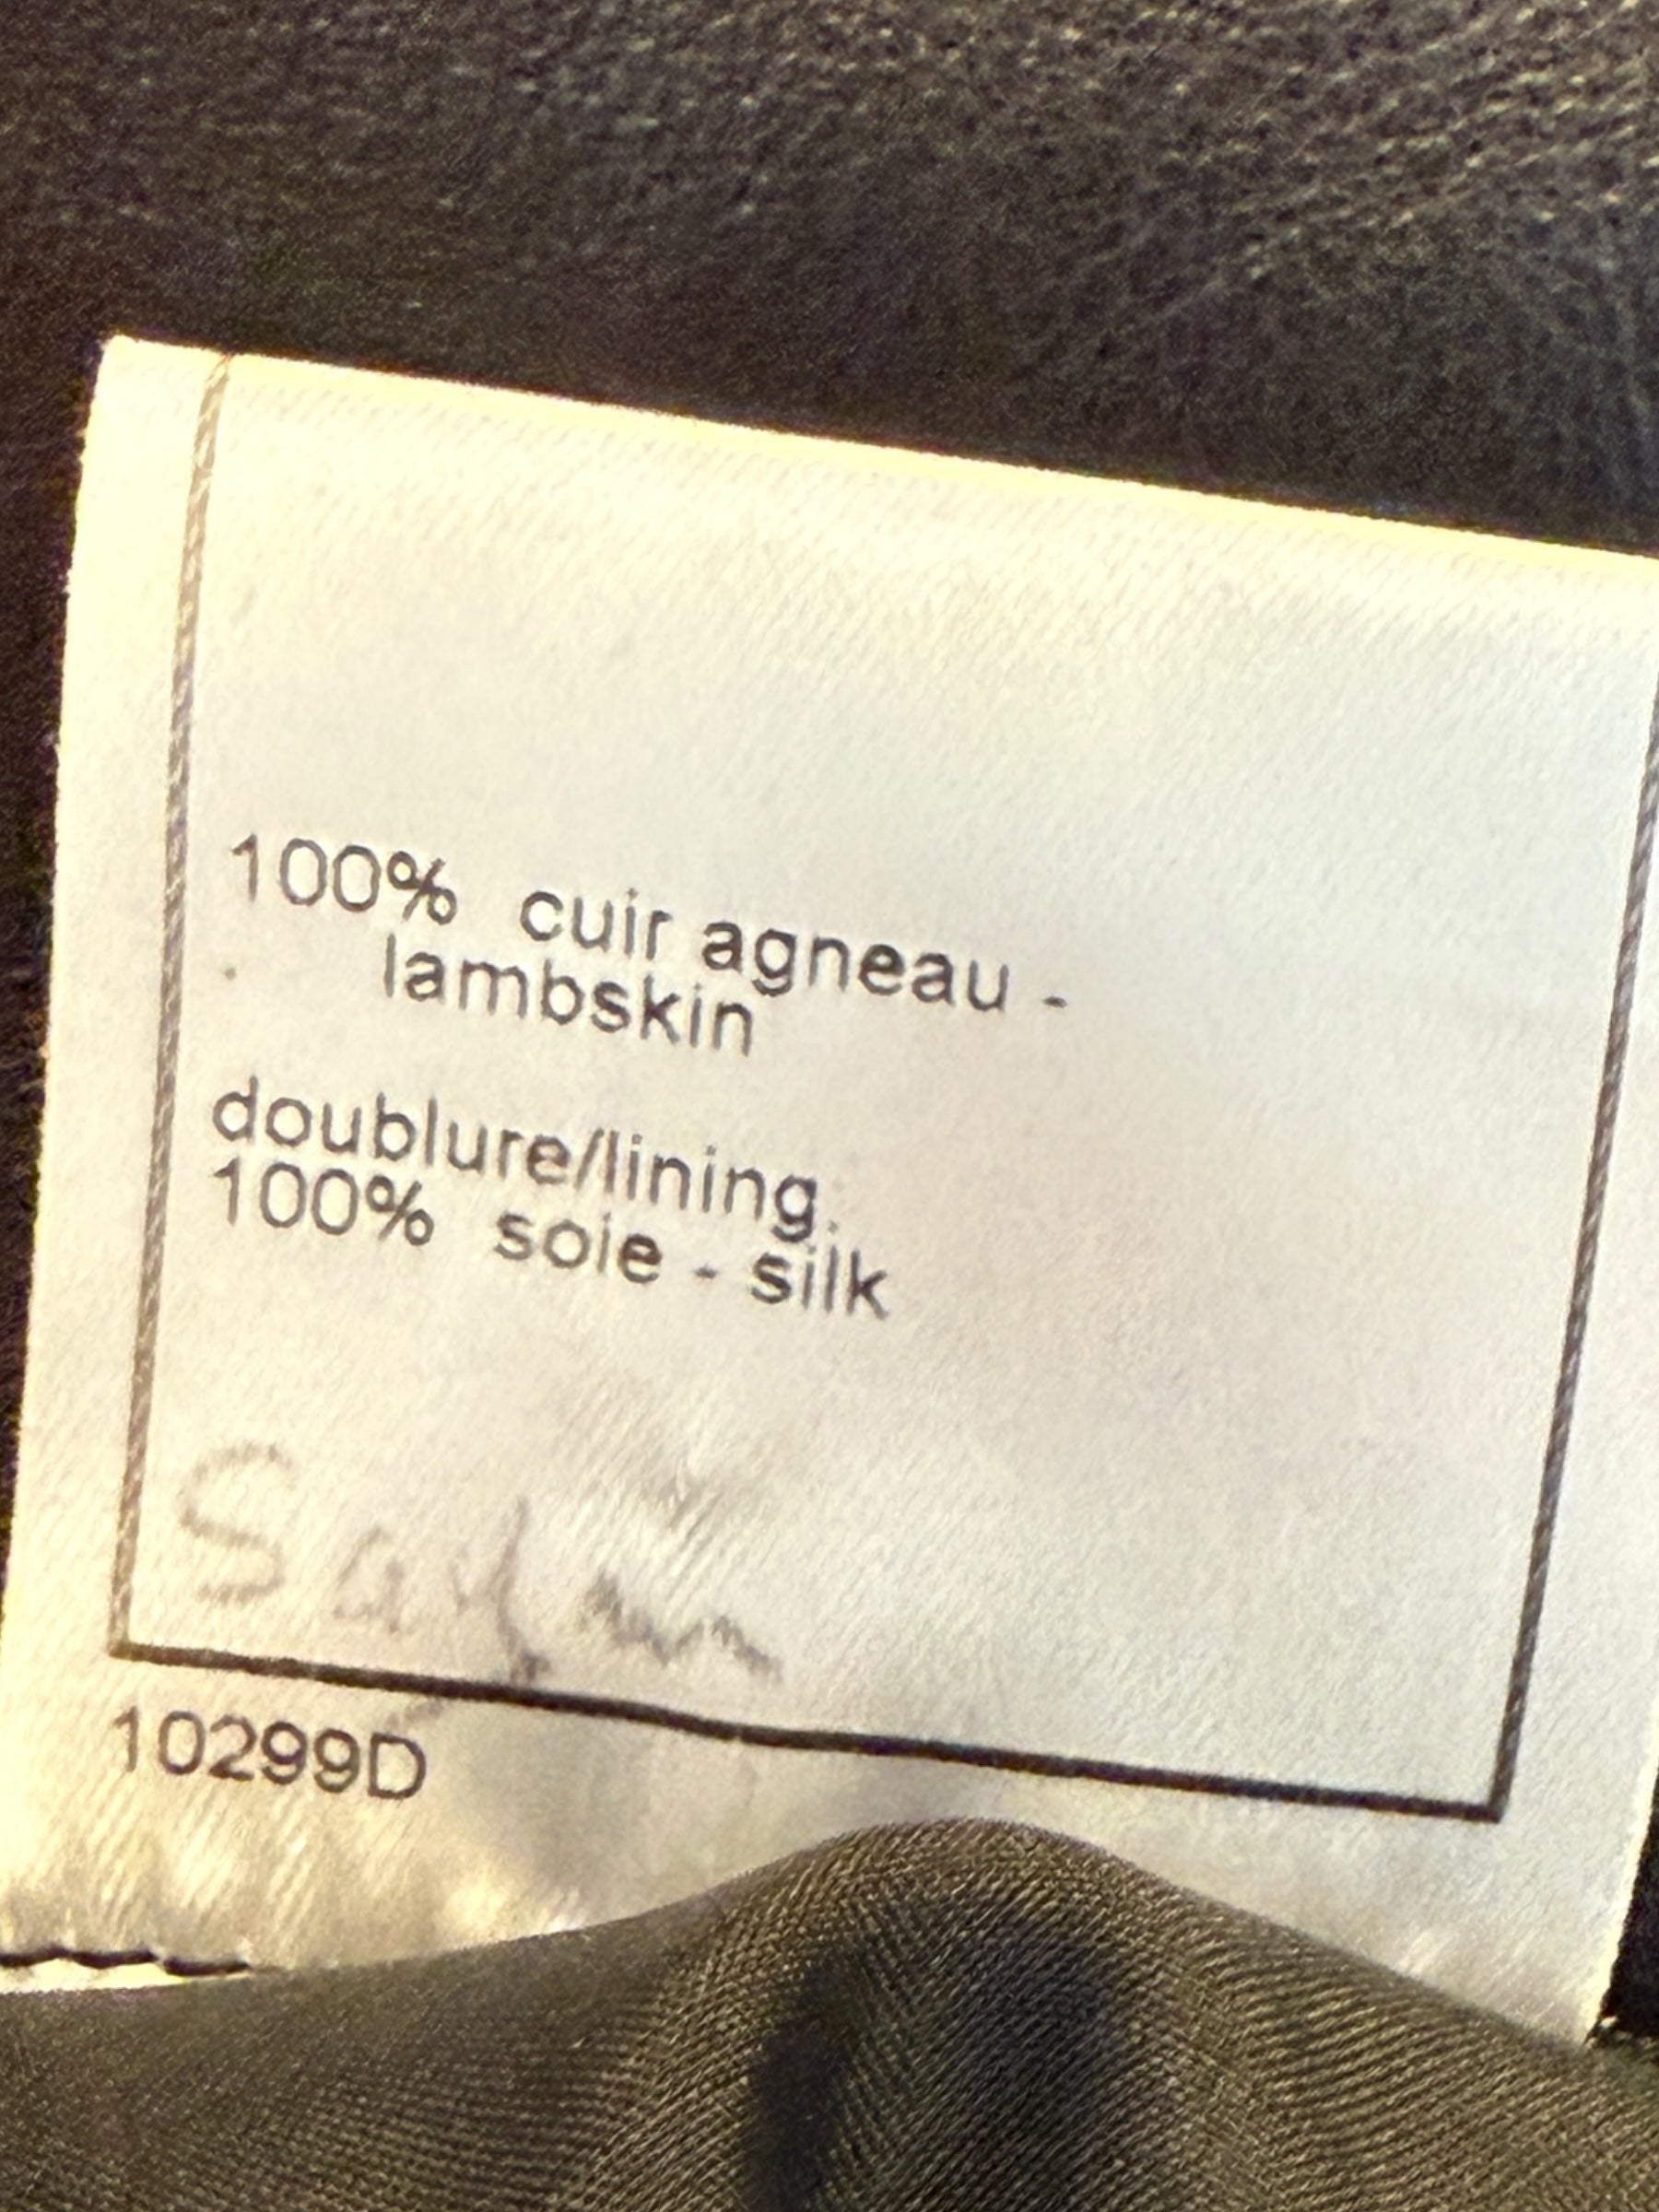 100% cuir agneau -
lambskin
doublure/lining.
100% soie - silk
10299D